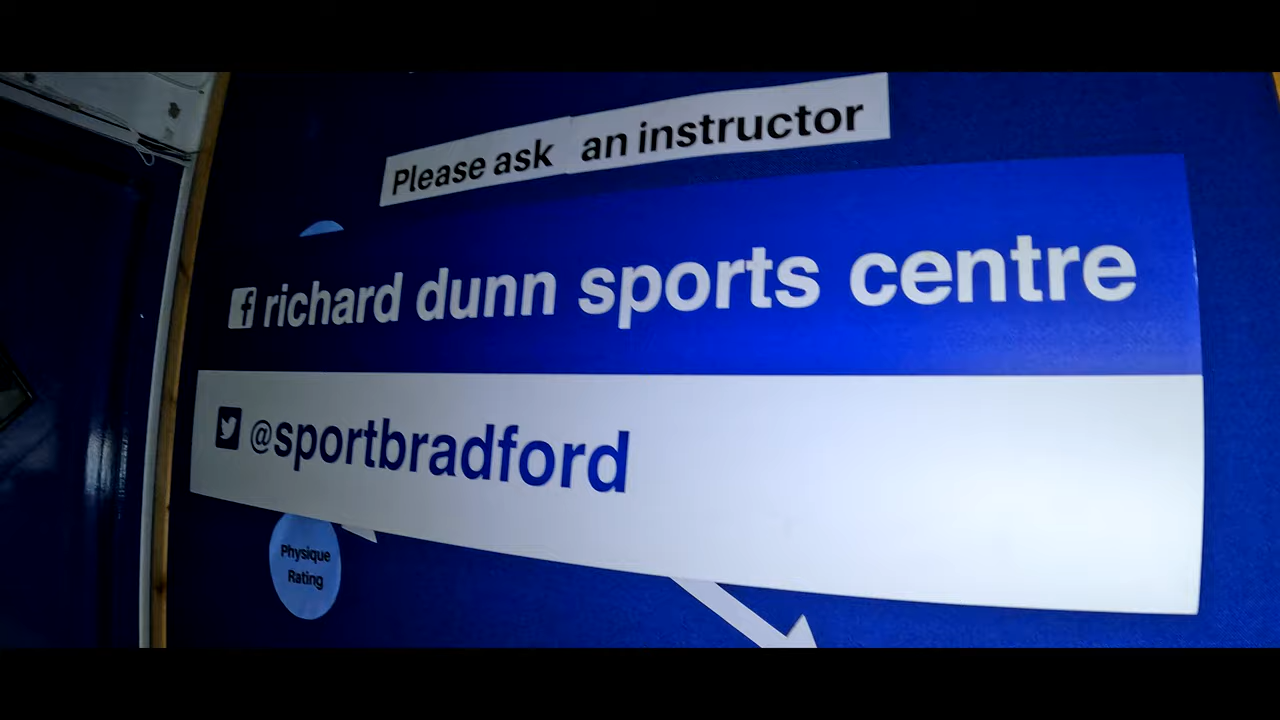 Please ask an instructor
richard dunn sports centre
@sportbradford
Physique
Rating